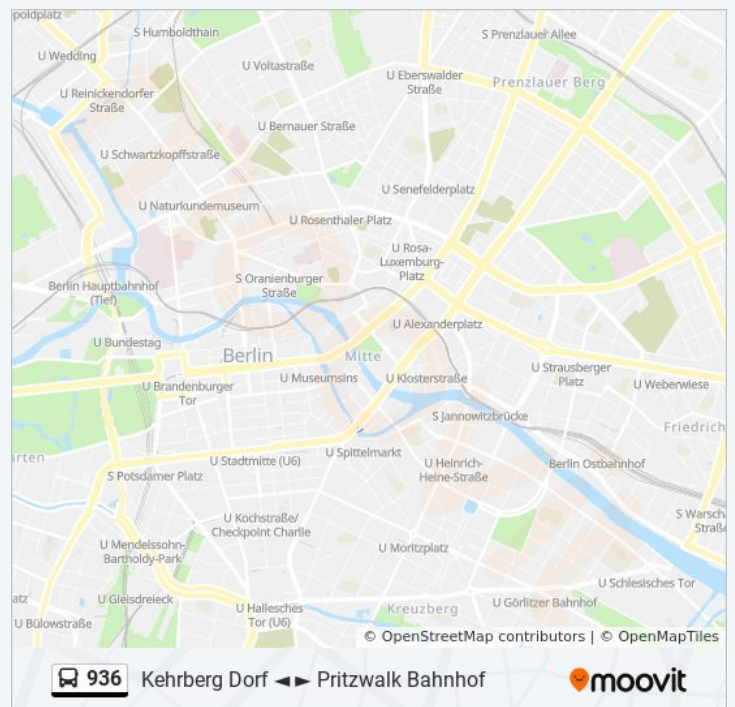 poldplatz
S Humboldthain
S Prenzlauer Allee
U Wedding
U Voltastraße
U Eberswalder
Straße
Prenzlauer Berg
U Reinickendorfer
Straße
U Bernauer Straße
U Schwartzkopffstraße
U Senefelderplatz
U Naturkundemuseum
U Rosenthaler Platz
U Rosa-
Luxemburg-
Platz
Berlin Hauptbahnhof
(Tief)
S Oranienburger
Straße
U Alexanderplatz
U Bundestag
Berlin
Mitte
U Strausberger
Platz
U Brandenburger
Tor
U Museumsins
U Klosterstraße
U Weberwiese
S Jannowitzbrücke
Friedrich
rten
U Stadtmitte (U6)
U Spittelmarkt
U Heinrich-
Heine-Straße
Berlin Ostbahnhof
S Potsdamer Platz
U Kochstraße/
Checkpoint Charlie
S Warsch
Straße
U Mendelssohn-
Bartholdy-Park
U Moritzplatz
U Schlesisches Tor
atz
U Gleisdreieck
U Hallesches
Tor (U6)
Kreuzberg
U Görlitzer Bahnhof
U Bülowstraße
© OpenStreetMap contributors | © OpenMapTiles
936 Kehrberg Dorf ◄ ► Pritzwalk Bahnhof
moovit